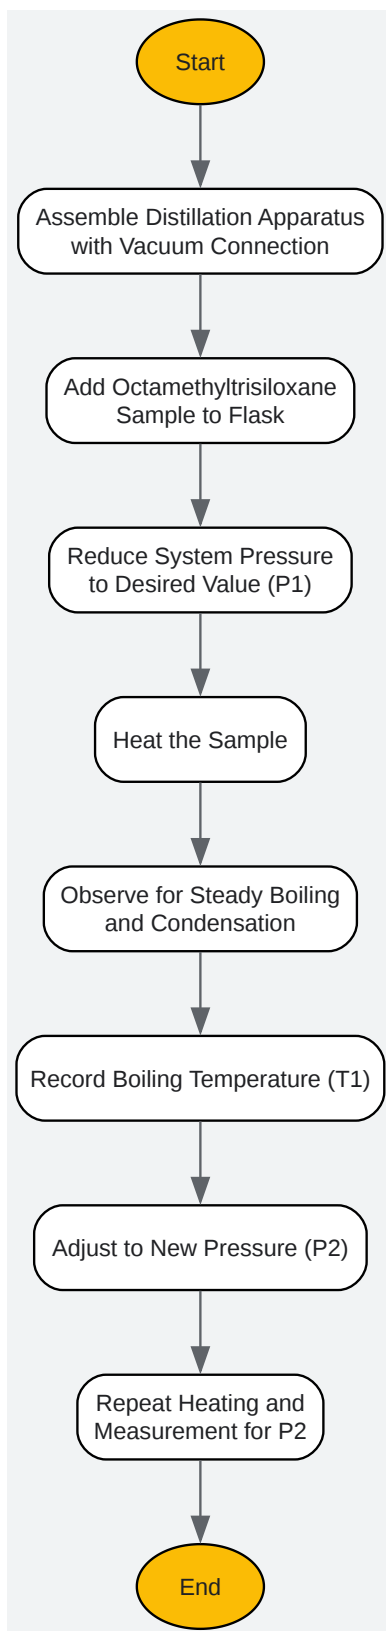 Start
Assemble Distillation Apparatus
with Vacuum Connection
Add Octamethyltrisiloxane
Sample to Flask
Reduce System Pressure
to Desired Value (P1)
Heat the Sample
Observe for Steady Boiling
and Condensation
Record Boiling Temperature (T1)
Adjust to New Pressure (P2)
Repeat Heating and
Measurement for P2
End